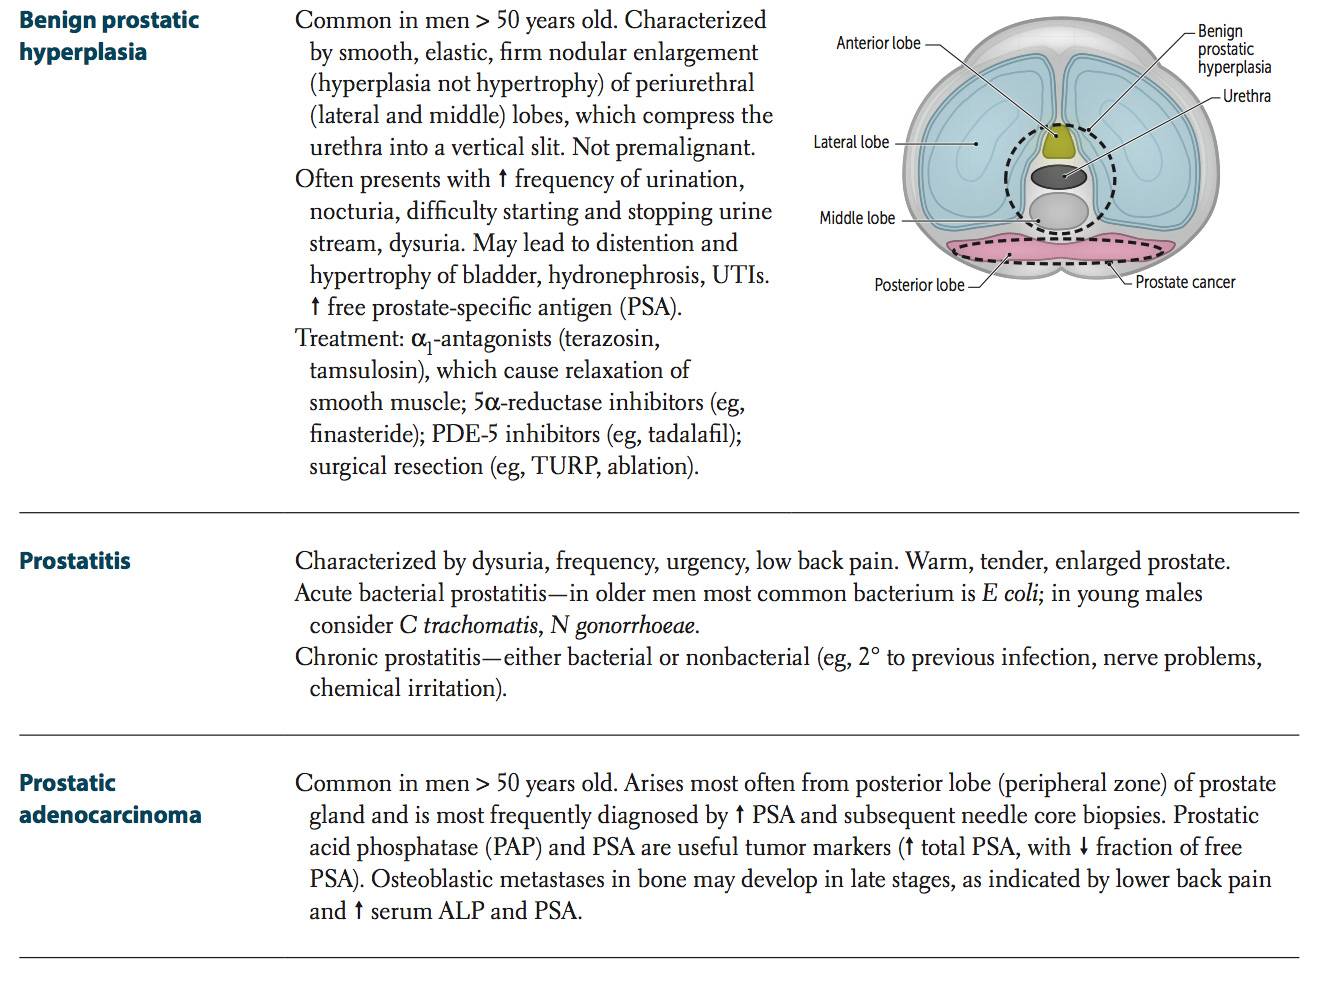 Benign prostatic
hyperplasia
Common in men > 50 years old. Characterized
by smooth, elastic, firm nodular enlargement
(hyperplasia not hypertrophy) of periurethral
(lateral and middle) lobes, which compress the
urethra into a vertical slit. Not premalignant.
Often presents with ↑ frequency of urination,
nocturia, difficulty starting and stopping urine
stream, dysuria. May lead to distention and
hypertrophy of bladder, hydronephrosis, UTIs.
↑ free prostate-specific antigen (PSA).
Treatment: α1-antagonists (terazosin,
tamsulosin), which cause relaxation of
smooth muscle; 5α-reductase inhibitors (eg,
finasteride); PDE-5 inhibitors (eg, tadalafil);
surgical resection (eg, TURP, ablation).
Anterior lobe
Benign
prostatic
hyperplasia
Urethra
Lateral lobe
Middle lobe
Posterior lobe
Prostate cancer
Prostatitis
Characterized by dysuria, frequency, urgency, low back pain. Warm, tender, enlarged prostate.
Acute bacterial prostatitis—in older men most common bacterium is E coli; in young males
consider C trachomatis, N gonorrhoeae.
Chronic prostatitis—either bacterial or nonbacterial (eg, 2° to previous infection, nerve problems,
chemical irritation).
Prostatic
adenocarcinoma
Common in men > 50 years old. Arises most often from posterior lobe (peripheral zone) of prostate
gland and is most frequently diagnosed by ↑ PSA and subsequent needle core biopsies. Prostatic
acid phosphatase (PAP) and PSA are useful tumor markers (↑ total PSA, with ↓ fraction of free
PSA). Osteoblastic metastases in bone may develop in late stages, as indicated by lower back pain
and ↑ serum ALP and PSA.